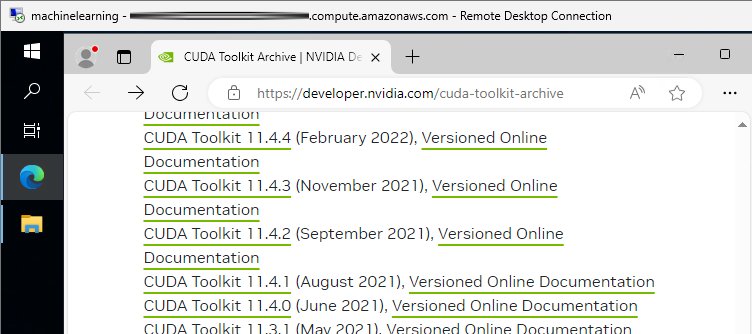 machinelearning - .compute.amazonaws.com - Remote Desktop Connection
CUDA Toolkit Archive | NVIDIA De
https://developer.nvidia.com/cuda-toolkit-archive
Documentation
CUDA Toolkit 11.4.4 (February 2022), Versioned Online
Documentation
CUDA Toolkit 11.4.3 (November 2021), Versioned Online
Documentation
CUDA Toolkit 11.4.2 (September 2021), Versioned Online
Documentation
CUDA Toolkit 11.4.1 (August 2021), Versioned Online Documentation
CUDA Toolkit 11.4.0 (June 2021), Versioned Online Documentation
CUDA Toolkit 11.3.1 (May 2021), Versioned Online Documentation